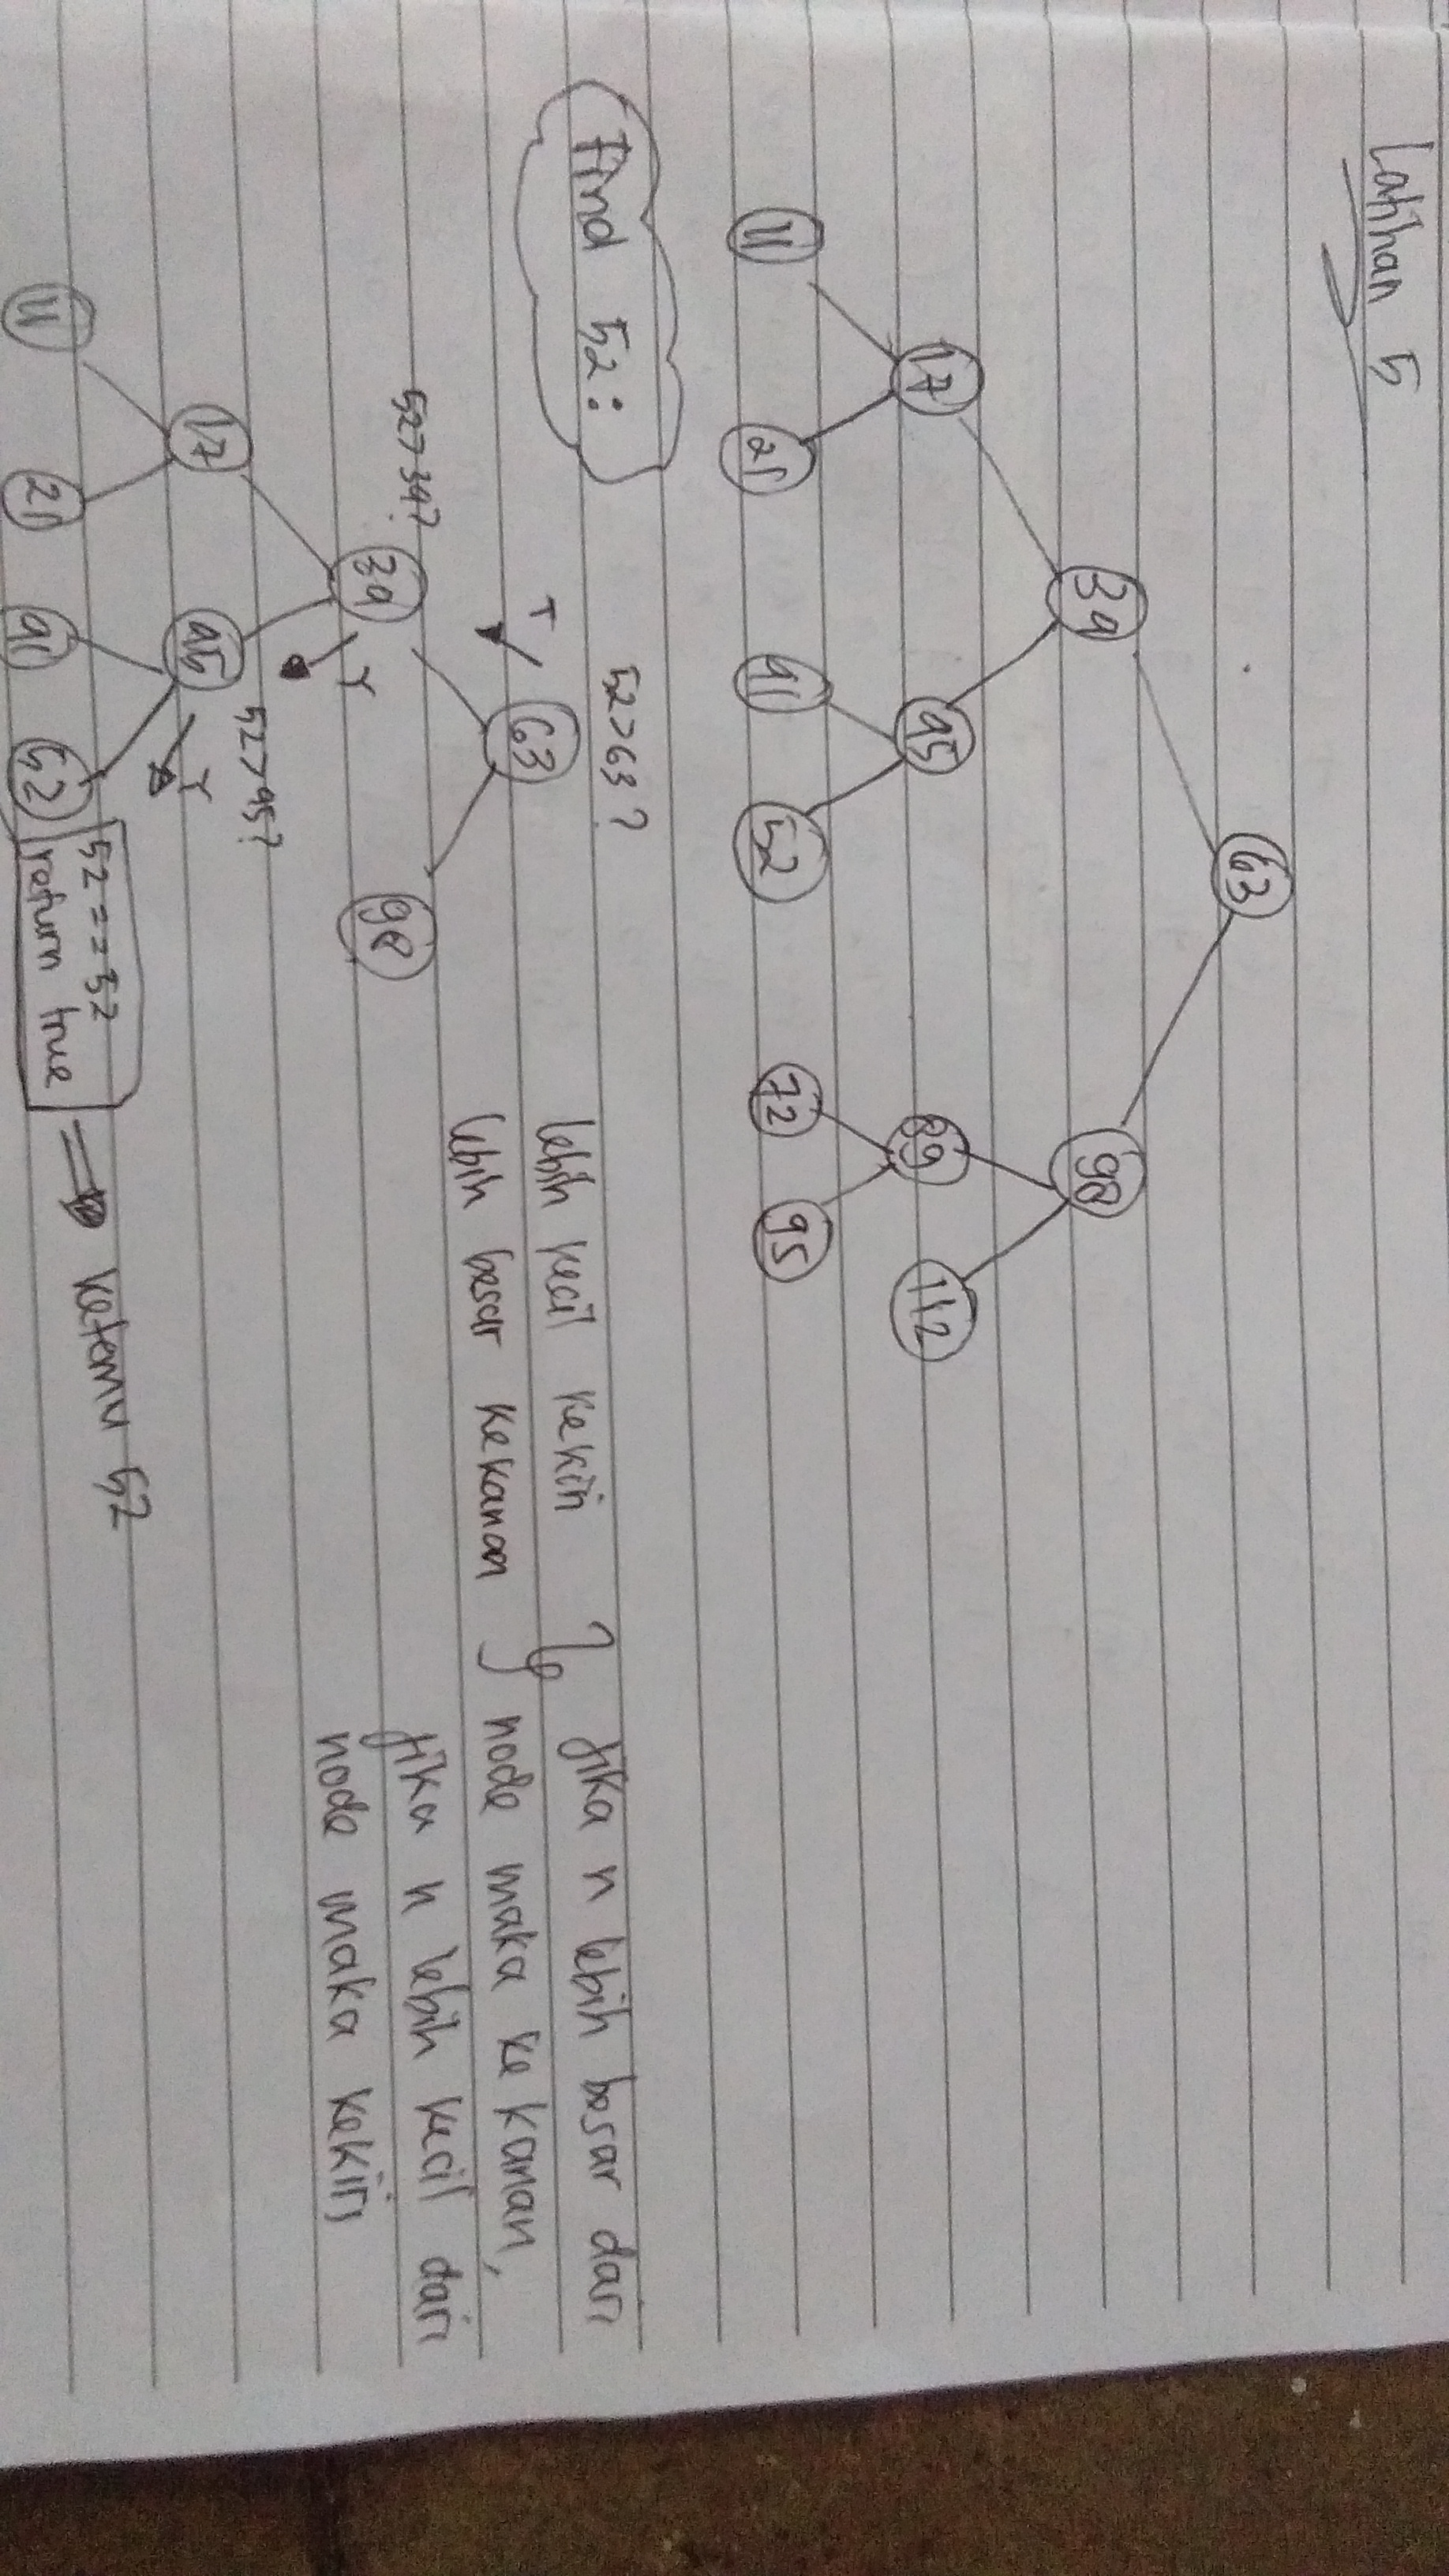 Latihan 5
63
39 98
17 45 89 112
11 21 41 52 72 95
Find 52:
52>63?
T 63
52>39? 39 98
Y
17 45 52>45?
Y
11 21 41 52
52==52
return true => ketemu 52
lebih kecil kekiri
lebih besar kekanan
Jika n lebih besar dari
node maka ke kanan,
Jika n lebih kecil dari
node maka kekiri